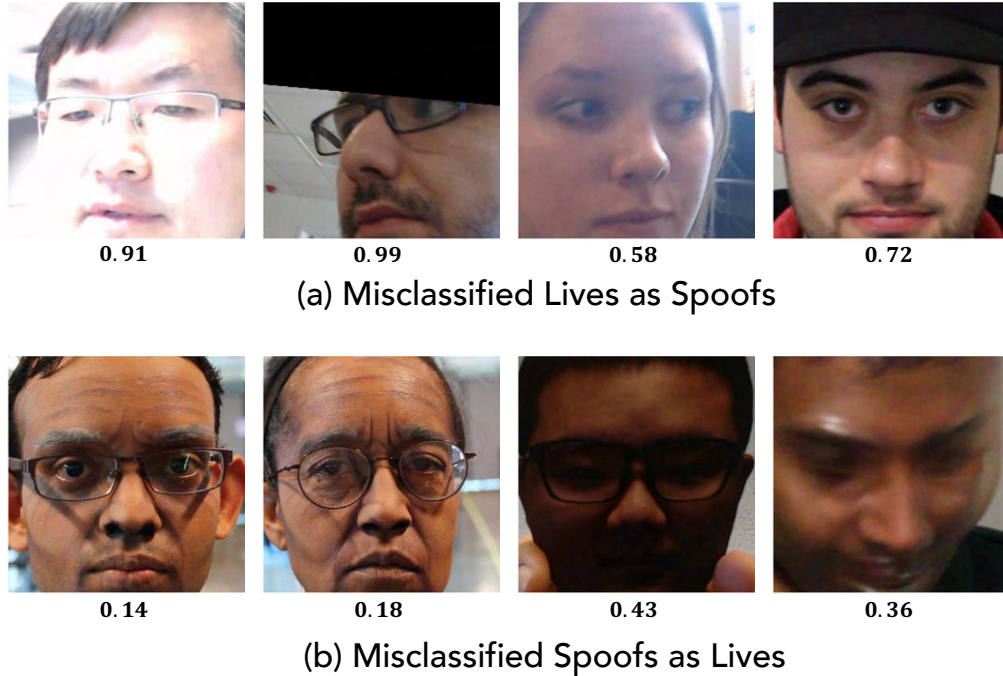 0.91 0.99 0.58 0.72
(a) Misclassified Lives as Spoofs
0.14 0.18 0.43 0.36
(b) Misclassified Spoofs as Lives